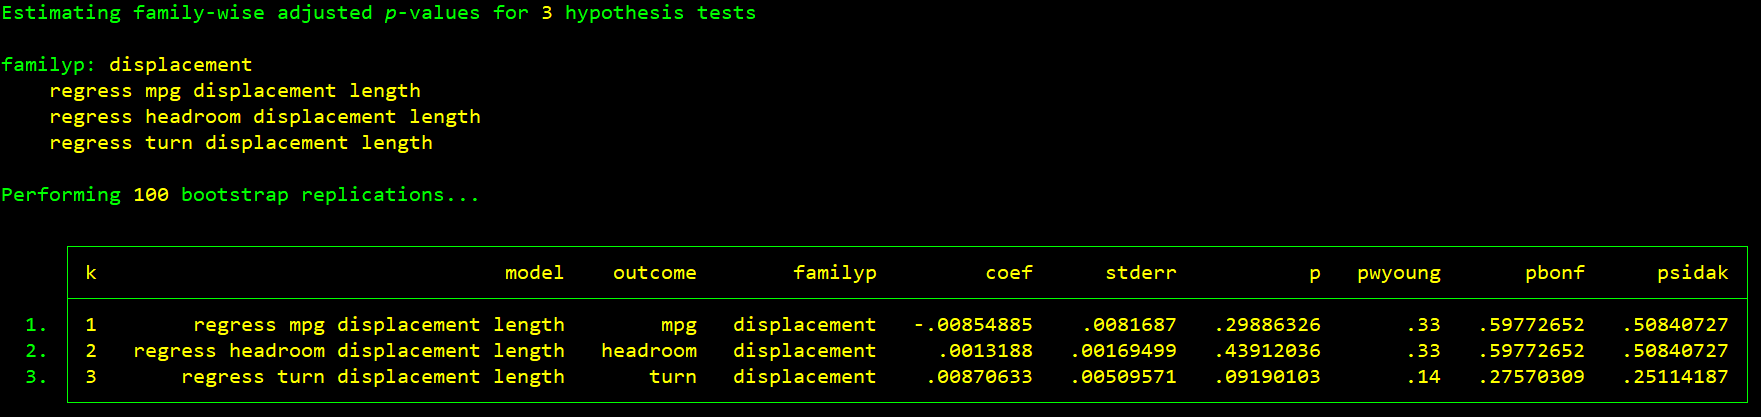 Estimating family-wise adjusted p-values for 3 hypothesis tests
familyp: displacement
regress mpg displacement length
regress headroom displacement length
regress turn displacement length
Performing 100 bootstrap replications...
k model outcome familyp coef stderr p pwyoung pbonf psidak
1. 1 regress mpg displacement length mpg displacement -.00854885 .0081687 .29886326 .33 .59772652 .50840727
2. 2 regress headroom displacement length headroom displacement .0013188 .00169499 .43912036 .33 .59772652 .50840727
3. 3 regress turn displacement length turn displacement .00870633 .00509571 .09190103 .14 .27570309 .25114187